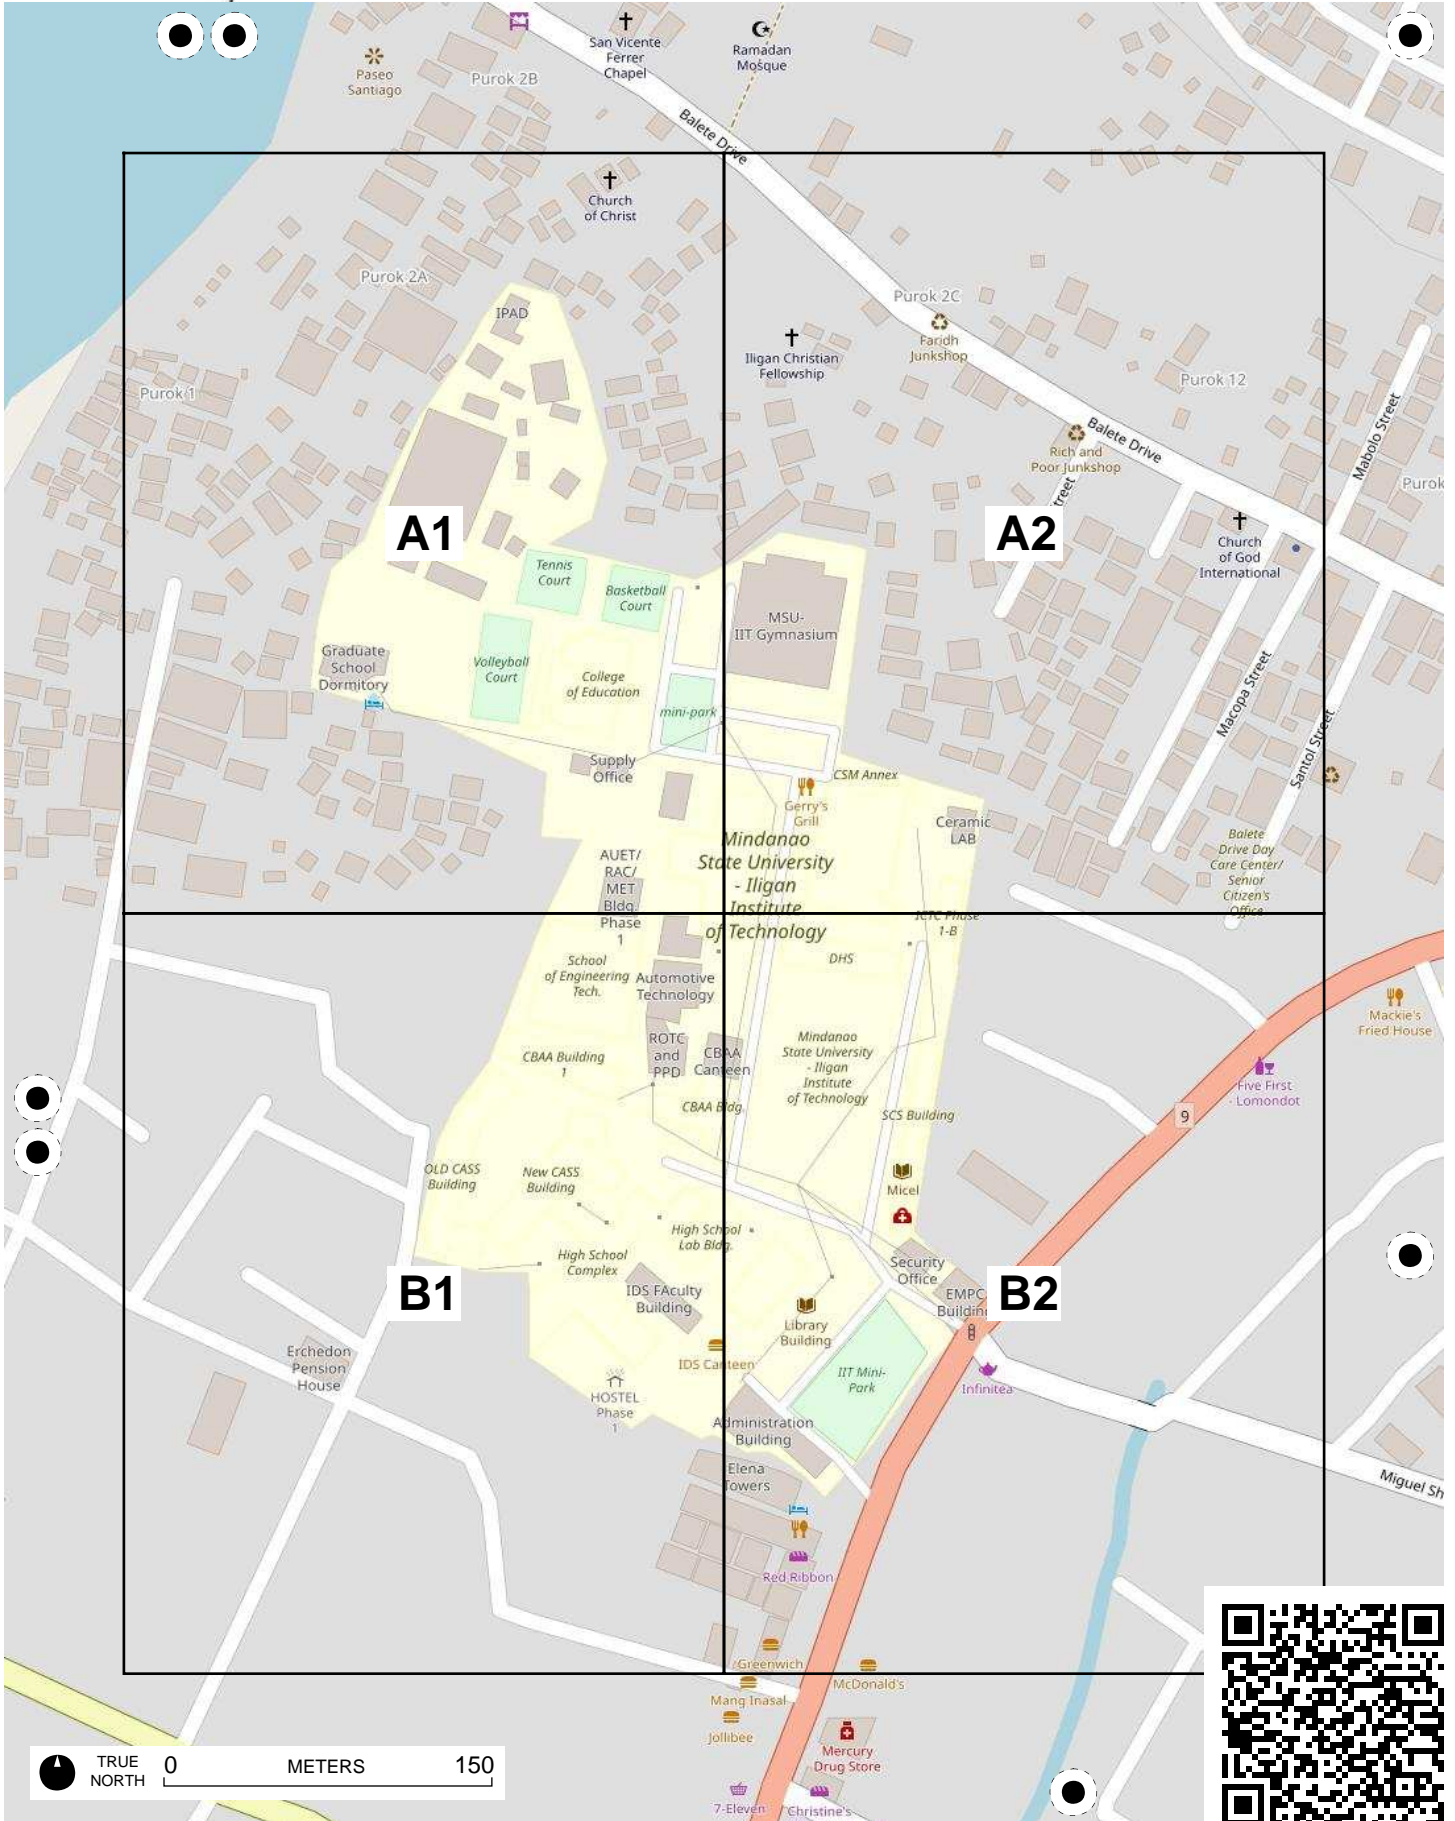 San Vicente
Ferrer
Chapel
Ramadan
Mosque
Paseo
Santiago
Purok 2B
Balete Drive
Church
of Christ
Purok 2A
IPAD
Purok 2C
Faridh
Junkshop
Iligan Christian
Fellowship
Purok 12
Purok 1
Mabolo Street
Balete Drive
Rich and
Poor Junkshop
Purok
treet
A1
A2
Church
of God
International
Tennis
Court
Basketball
Court
MSU-
IIT Gymnasium
Graduate
School
Dormitory
Volleyball
Court
College
of Education
mini-park
Macopa Street
Santol Street
Supply
Office
CSM Annex
Gerry's
Grill
Ceramic
LAB
Mindanao
State University
- Iligan
Institute
of Technology
Balete
Drive Day
Care Center/
Senior
Citizen's
Office
AUET/
RAC/
MET
Bldg.
Phase
1
ICTC Phase
1-B
School
of Engineering
Tech.
Automotive
Technology
DHS
Mackie's
Fried House
ROTC
and
PPD
CBAA
Canteen
CBAA Building
1
Mindanao
State University
- Iligan
Institute
of Technology
Five First
- Lomondot
9
CBAA Bldg.
SCS Building
OLD CASS
Building
New CASS
Building
Micel
High School
Lab Bldg.
High School
Complex
Security
Office
B1
IDS FAculty
Building
Library
Building
EMPC
Building
B2
Erchedon
Pension
House
IDS Canteen
IIT Mini-
Park
Infinitea
HOSTEL
Phase
1
Administration
Building
Elena
Towers
Miguel Sh
Red Ribbon
Greenwich
McDonald's
Mang Inasal
Jollibee
Mercury
Drug Store
TRUE
NORTH
0 METERS 150
7-Eleven
Christine's